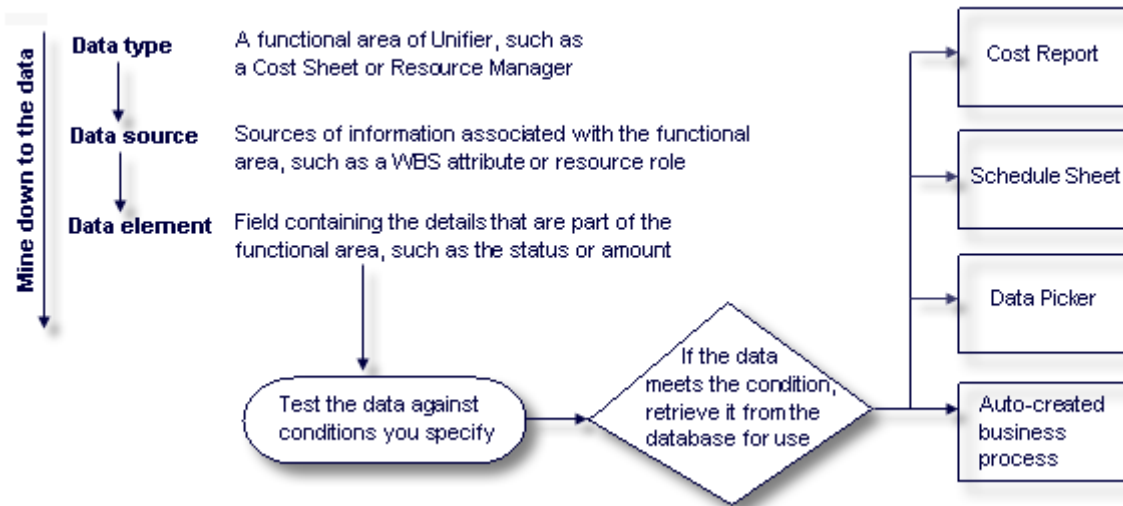 Mine down to the data
Data type
A functional area of Unifier, such as
a Cost Sheet or Resource Manager
Data source
Sources of information associated with the functional
area, such as a WBS attribute or resource role
Data element
Field containing the details that are part of the
functional area, such as the status or amount
Test the data against
conditions you specify
If the data
meets the condition,
retrieve it from the
database for use
Cost Report
Schedule Sheet
Data Picker
Auto-created
business
process